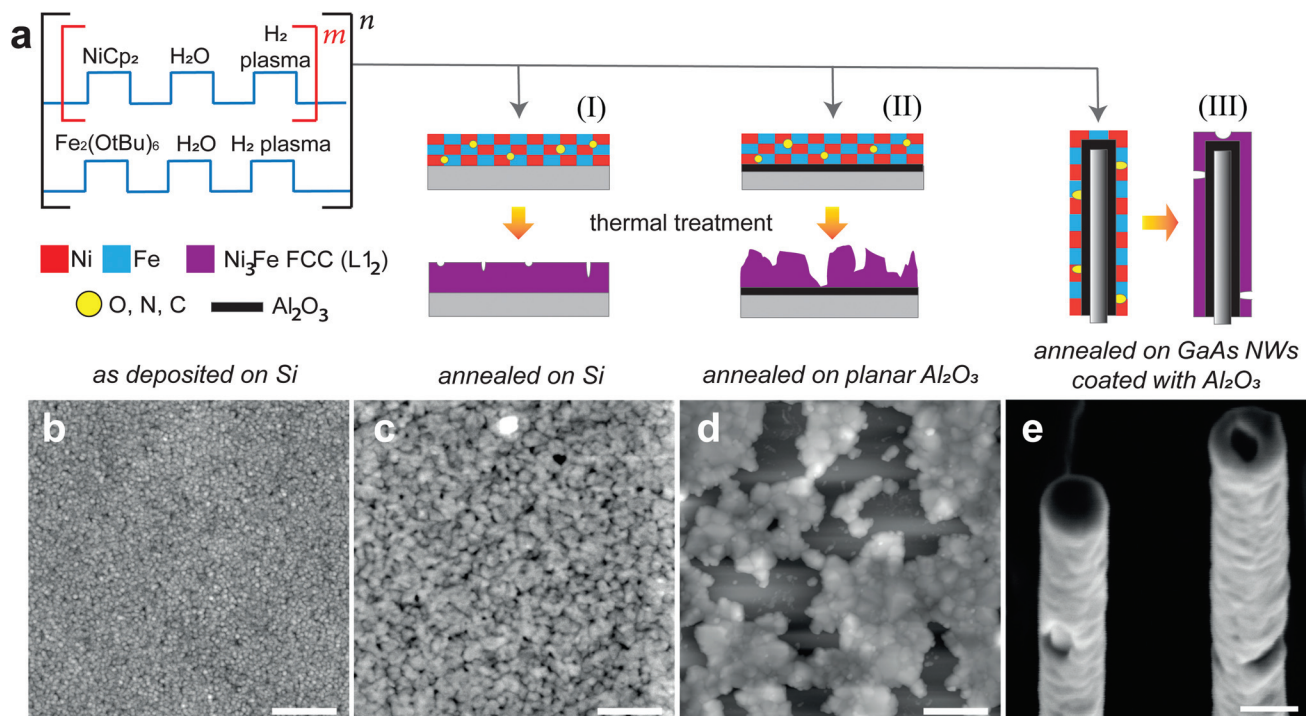 a
n
m
NiCp₂ H₂O H₂ plasma
Fe₂(OtBu)₆ H₂O H₂ plasma
Ni Fe Ni₃Fe FCC (L1₂)
O, N, C Al₂O₃
(I)
(II)
(III)
thermal treatment
as deposited on Si
annealed on Si
annealed on planar Al₂O₃
annealed on GaAs NWs
coated with Al₂O₃
b
c
d
e